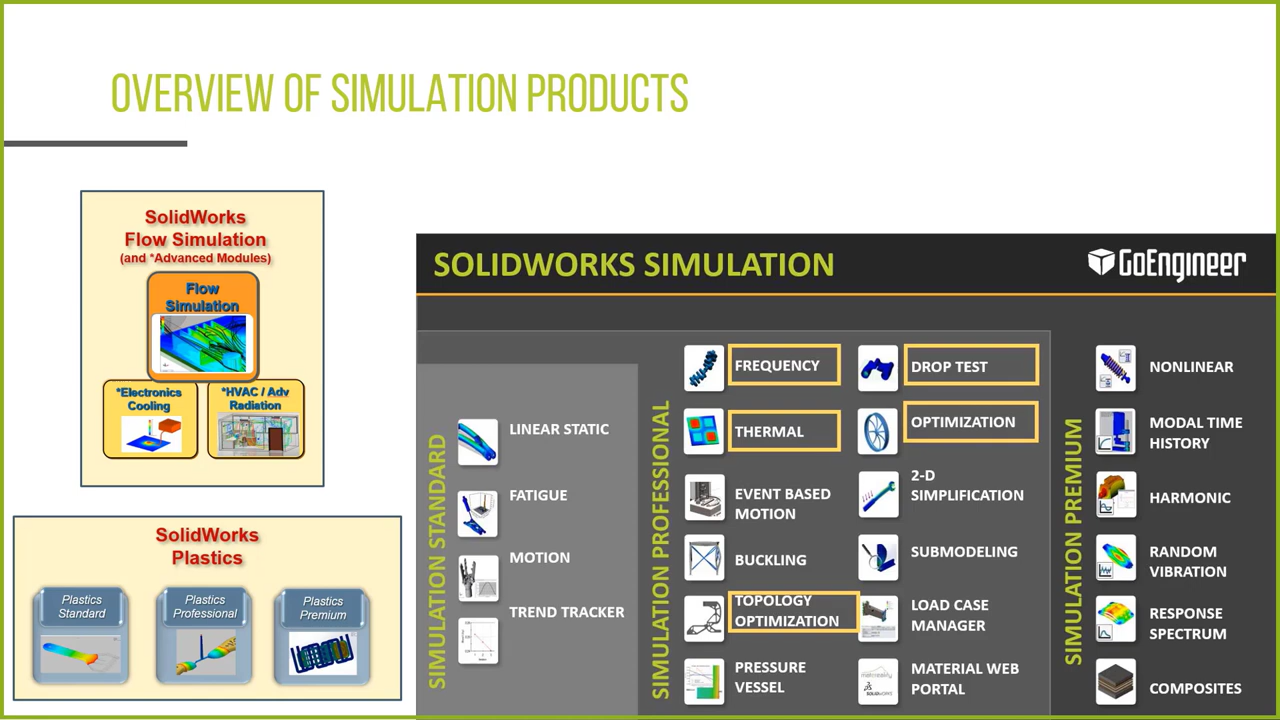 OVERVIEW OF SIMULATION PRODUCTS
SolidWorks
Flow Simulation
(and *Advanced Modules)
Flow
Simulation
*Electronics
Cooling
*HVAC / Adv
Radiation
SolidWorks
Plastics
Plastics
Standard
Plastics
Professional
Plastics
Premium
SOLIDWORKS SIMULATION
GoEngineer
SIMULATION STANDARD
LINEAR STATIC
FATIGUE
MOTION
TREND TRACKER
SIMULATION PROFESSIONAL
FREQUENCY
THERMAL
EVENT BASED
MOTION
BUCKLING
TOPOLOGY
OPTIMIZATION
PRESSURE
VESSEL
DROP TEST
OPTIMIZATION
2-D
SIMPLIFICATION
SUBMODELING
LOAD CASE
MANAGER
MATERIAL WEB
PORTAL
SIMULATION PREMIUM
NONLINEAR
MODAL TIME
HISTORY
HARMONIC
RANDOM
VIBRATION
RESPONSE
SPECTRUM
COMPOSITES